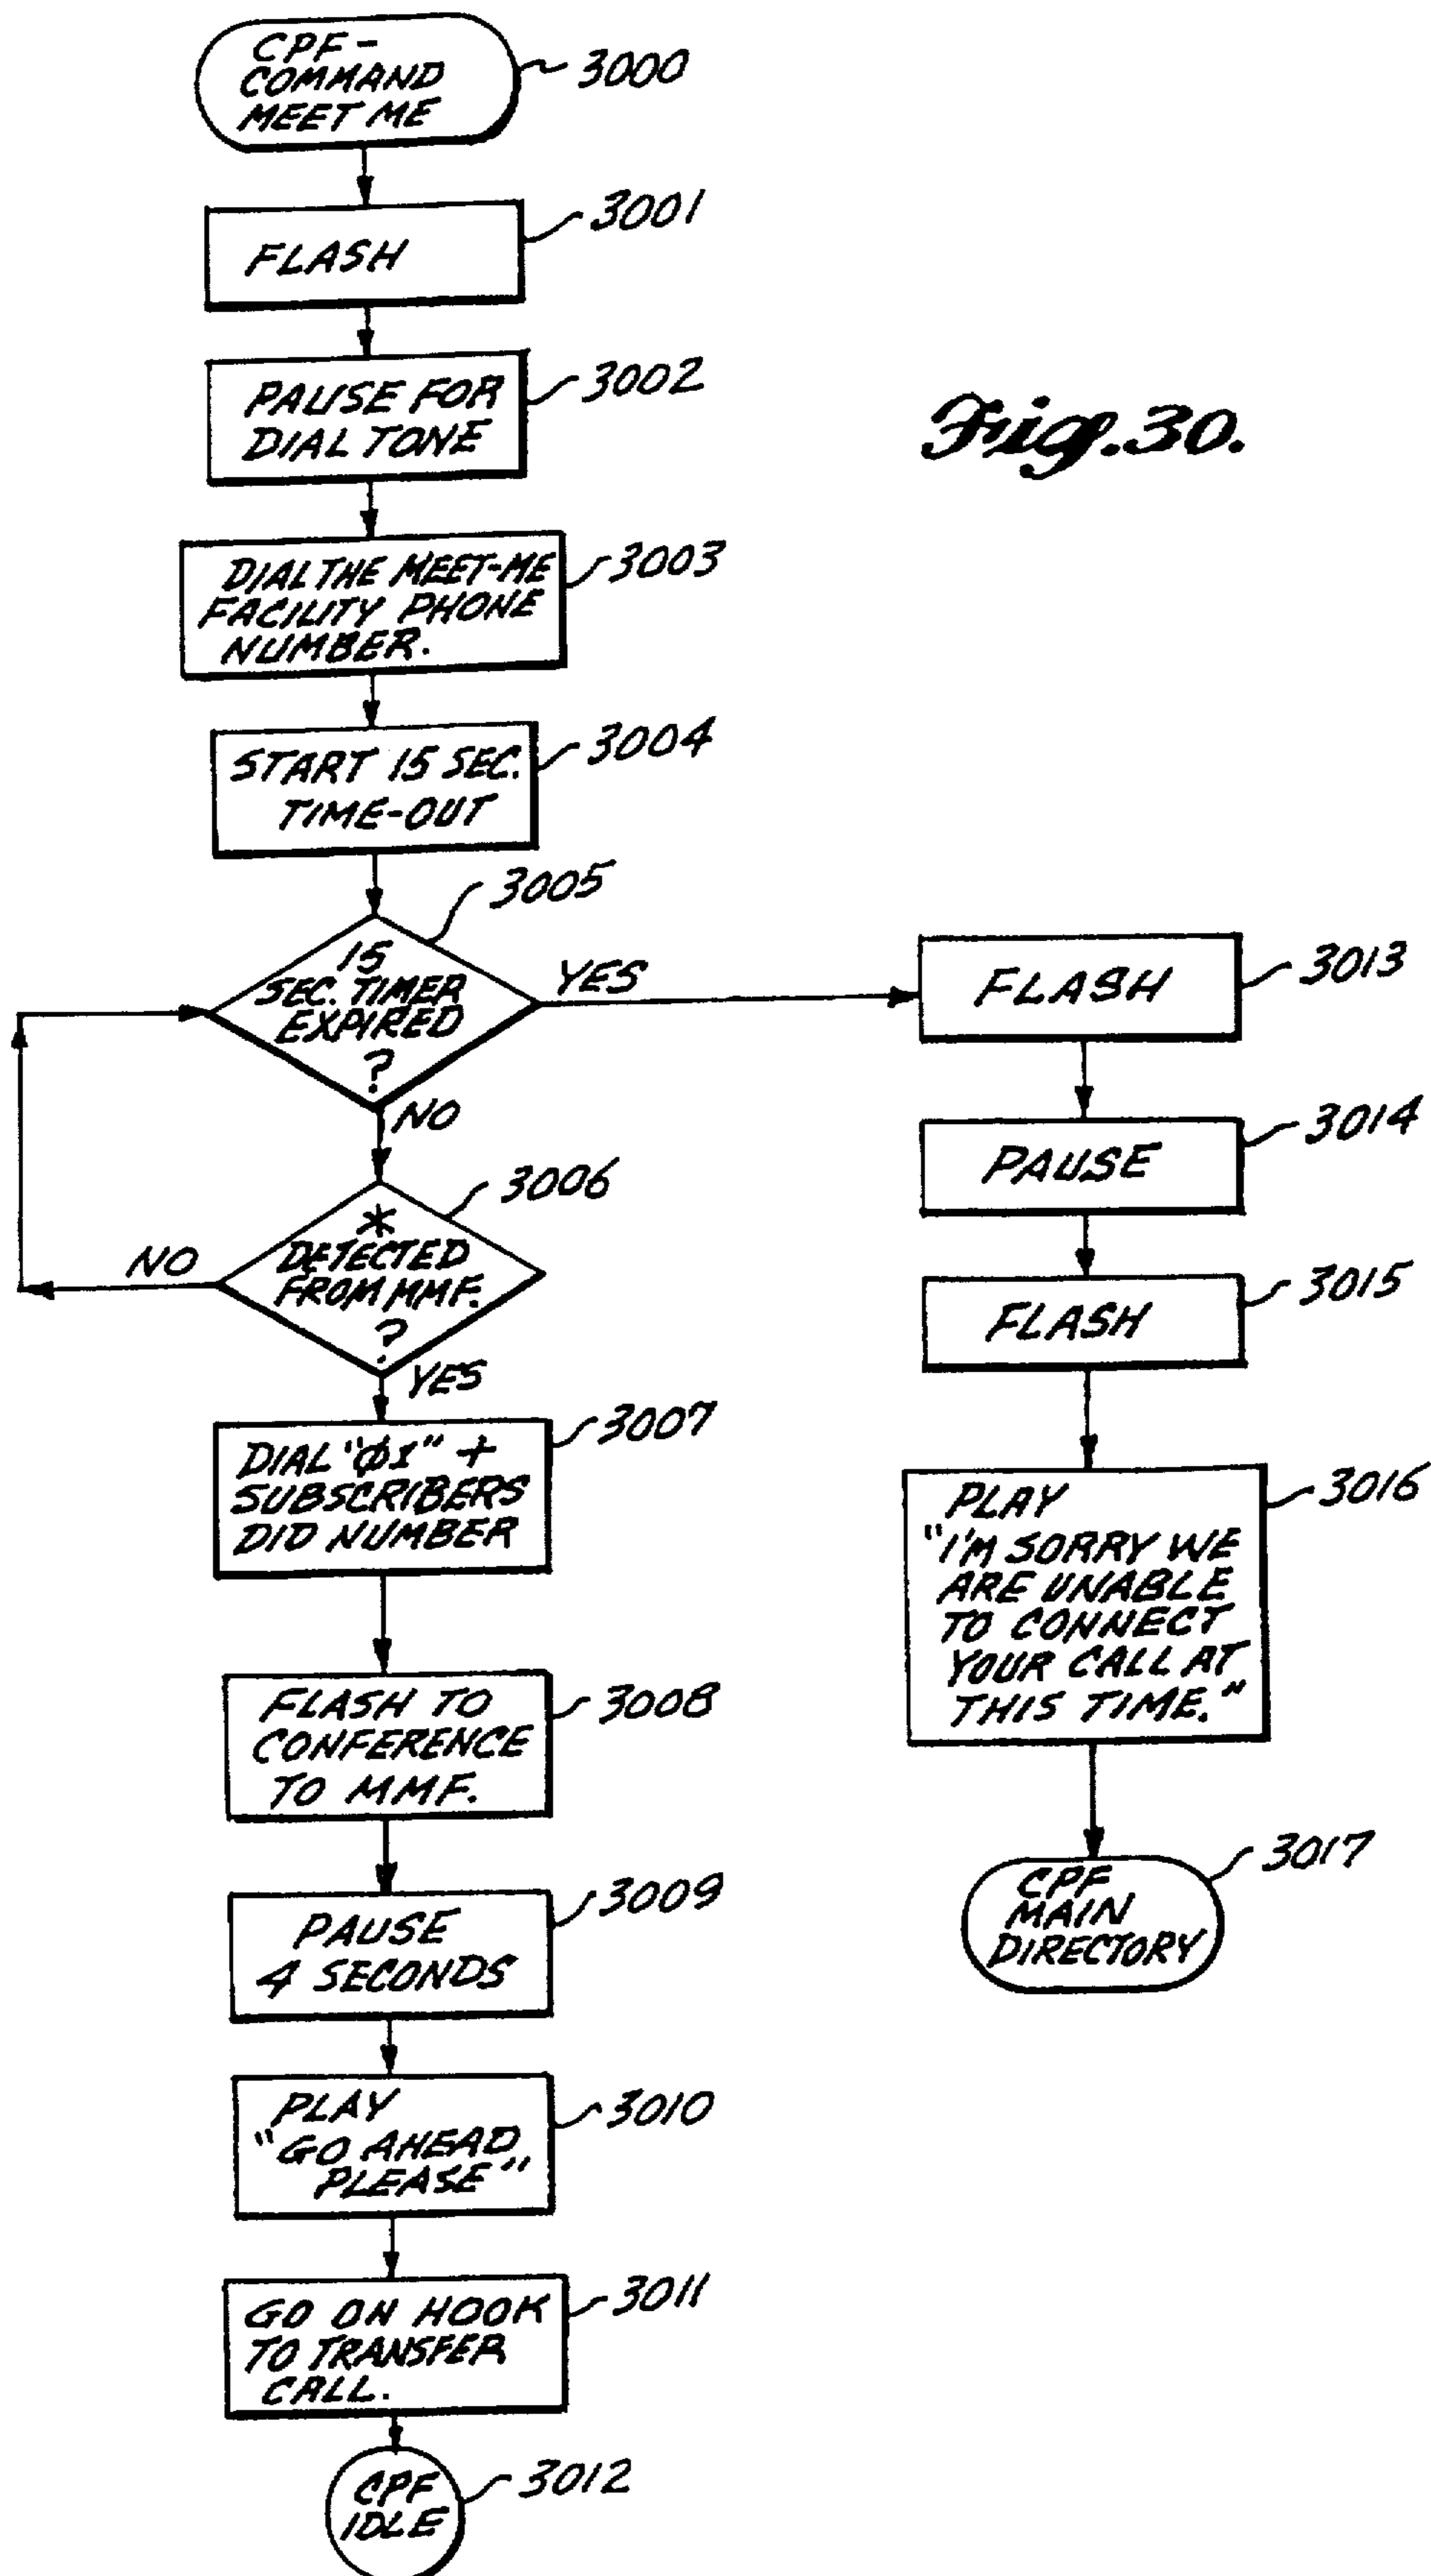 CPF-
COMMAND
MEET ME
3000
FLASH
3001
PAUSE FOR
DIAL TONE
3002
DIAL THE MEET-ME
FACILITY PHONE
NUMBER.
3003
START 15 SEC.
TIME-OUT
3004
15
SEC. TIMER
EXPIRED
?
3005
YES
NO
*
DETECTED
FROM MMF.
?
3006
NO
YES
DIAL "Ø1" +
SUBSCRIBERS
DID NUMBER
3007
FLASH TO
CONFERENCE
TO MMF.
3008
PAUSE
4 SECONDS
3009
PLAY
"GO AHEAD
PLEASE"
3010
GO ON HOOK
TO TRANSFER
CALL.
3011
CPF
IDLE
3012
Fig. 30.
FLASH
3013
PAUSE
3014
FLASH
3015
PLAY
"I'M SORRY WE
ARE UNABLE
TO CONNECT
YOUR CALL AT
THIS TIME."
3016
CPF
MAIN
DIRECTORY
3017